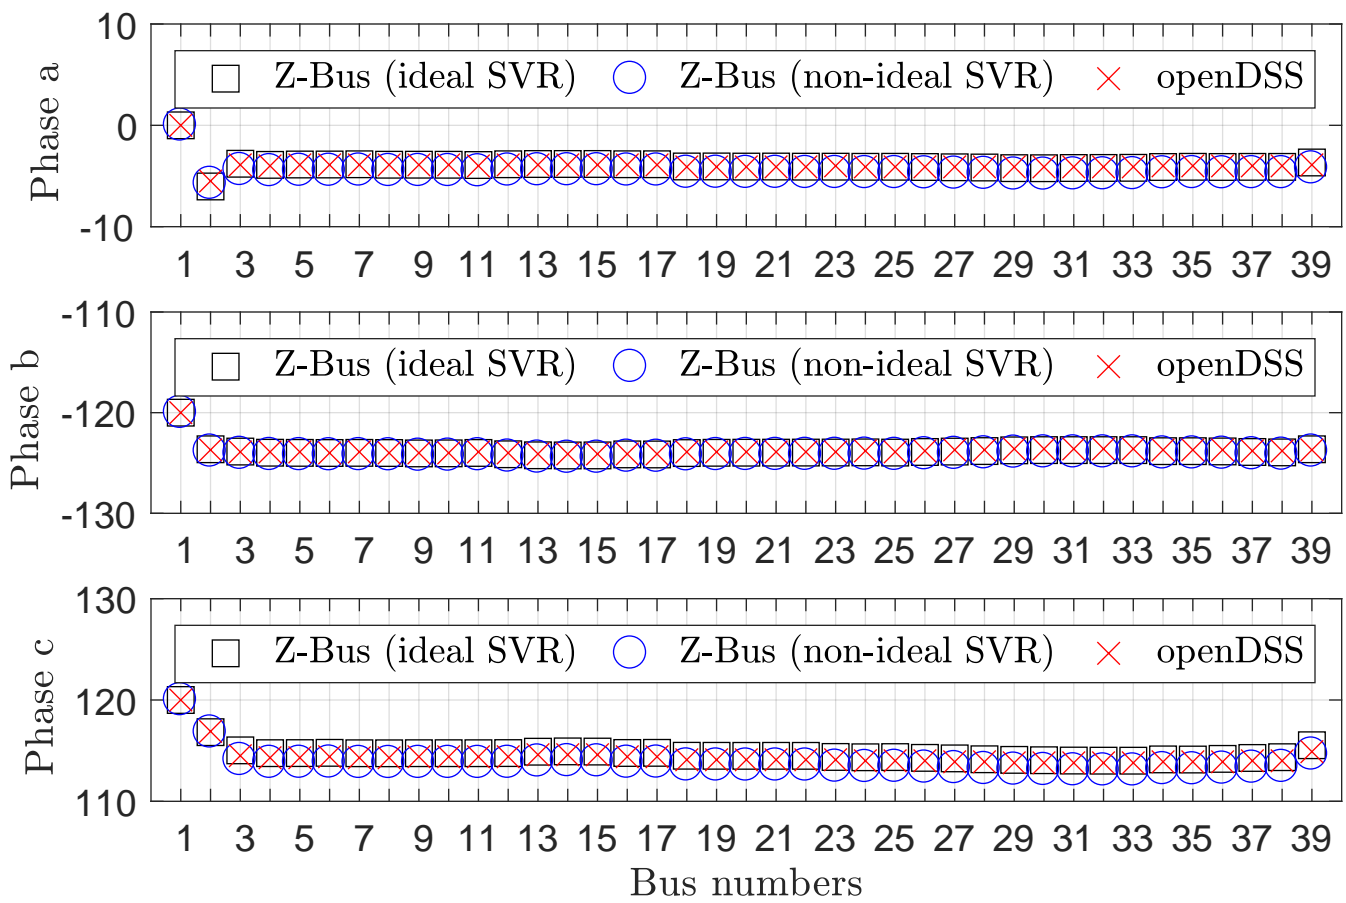 Phase a
10
0
-10
Z-Bus (ideal SVR) Z-Bus (non-ideal SVR) openDSS
1 3 5 7 9 11 13 15 17 19 21 23 25 27 29 31 33 35 37 39
Phase b
-110
-120
-130
Z-Bus (ideal SVR) Z-Bus (non-ideal SVR) openDSS
1 3 5 7 9 11 13 15 17 19 21 23 25 27 29 31 33 35 37 39
Phase c
130
120
110
Z-Bus (ideal SVR) Z-Bus (non-ideal SVR) openDSS
1 3 5 7 9 11 13 15 17 19 21 23 25 27 29 31 33 35 37 39
Bus numbers